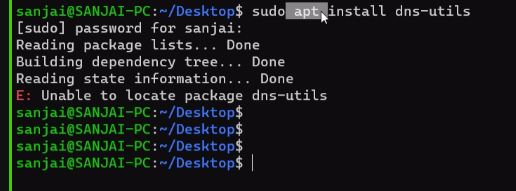 sanjai@SANJAI-PC:~/Desktop$ sudo apt install dns-utils
[sudo] password for sanjai:
Reading package lists... Done
Building dependency tree... Done
Reading state information... Done
E: Unable to locate package dns-utils
sanjai@SANJAI-PC:~/Desktop$
sanjai@SANJAI-PC:~/Desktop$
sanjai@SANJAI-PC:~/Desktop$
sanjai@SANJAI-PC:~/Desktop$